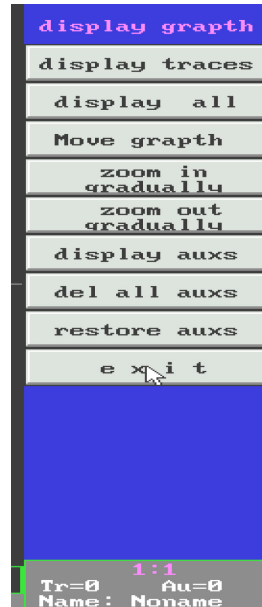 display grapth
display traces
display all
Move grapth
zoom in
gradually
zoom out
gradually
display auxs
del all auxs
restore auxs
e x i t
1:1
Tr=0 Au=0
Name: Noname